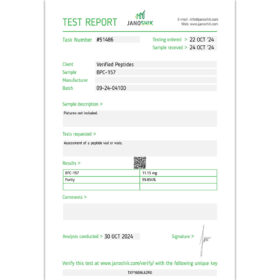 TEST REPORT
JANOSHIK
E-mail: info@janoshik.com
Web: www.janoshik.com
Task Number #51486
Testing ordered > 22 OCT '24
Sample received > 24 OCT '24
Client Verified Peptides
Sample BPC-157
Manufacturer
Batch 09-24-04100
Sample description >
Pictures not included.
Tests requested >
Assessment of a peptide vial or vials.
Results >
BPC-157 11.15 mg
Purity
Comments >
Analysis conducted > 30 OCT 2024
Signature >
Verify this test at www.janoshik.com/verify/ with the following unique key